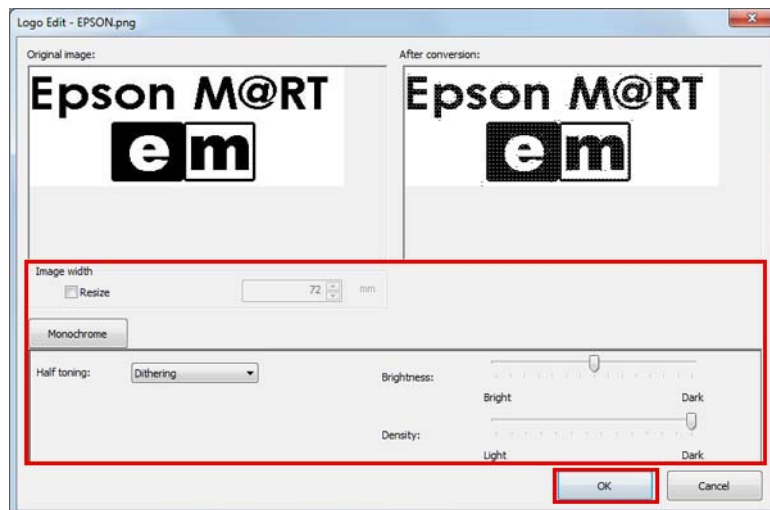 Logo Edit - EPSON.png
Original image:
After conversion:
Epson M@RT
em
Epson M@RT
em
Image width
Resize
72 mm
Monochrome
Half toning:
Dithering
Brightness:
Bright Dark
Density:
Light Dark
OK Cancel